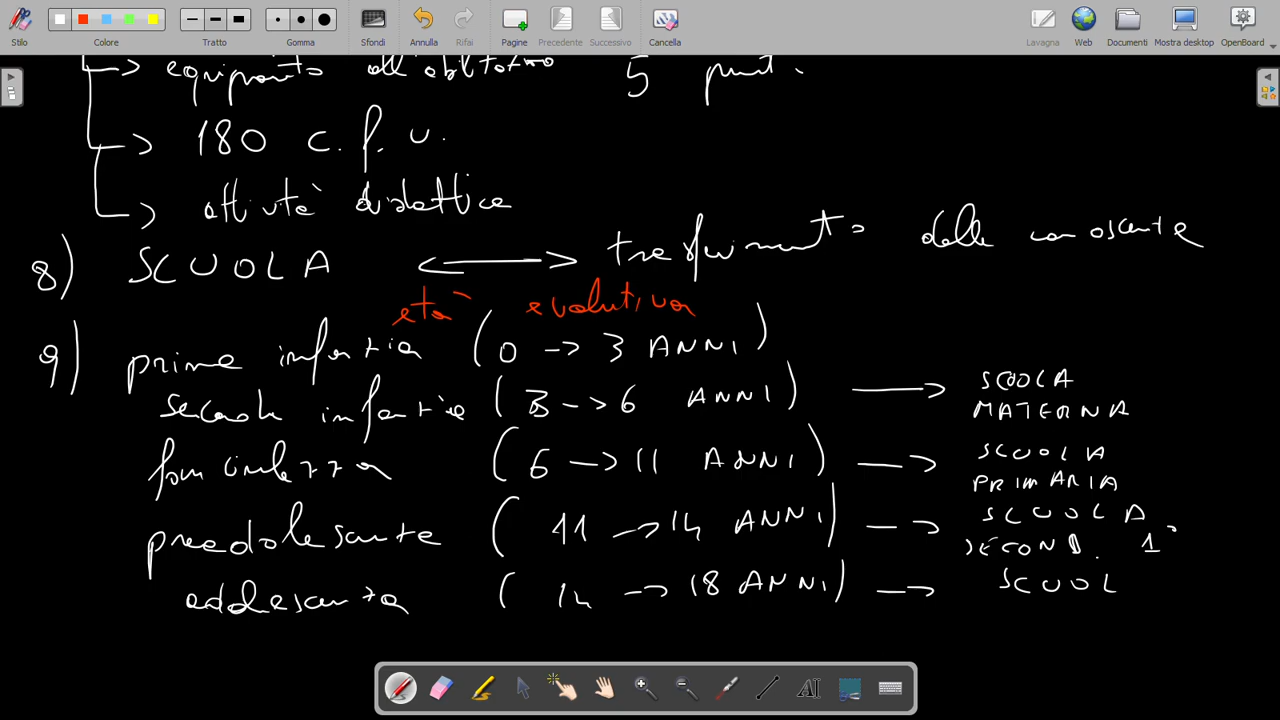 Stilo Colore Tratto Gomma Sfondi Annulla Rifai Pagine Precedente Successivo Cancella Lavagna Web Documenti Mostra desktop OpenBoard
5 punti
→ 180 c.f.u.
→ attività didattica
8) SCUOLA ↔ trasferimento delle conoscenze
età evolutiva
9) prima infanzia (0 → 3 ANNI)
seconda infanzia (3 → 6 ANNI) → SCUOLA
MATERNA
fanciullezza (6 → 11 ANNI) → SCUOLA
PRIMARIA
preadolescenza (11 → 14 ANNI) → SCUOLA
SECOND. 1°
adolescenza (14 → 18 ANNI) → SCUOL